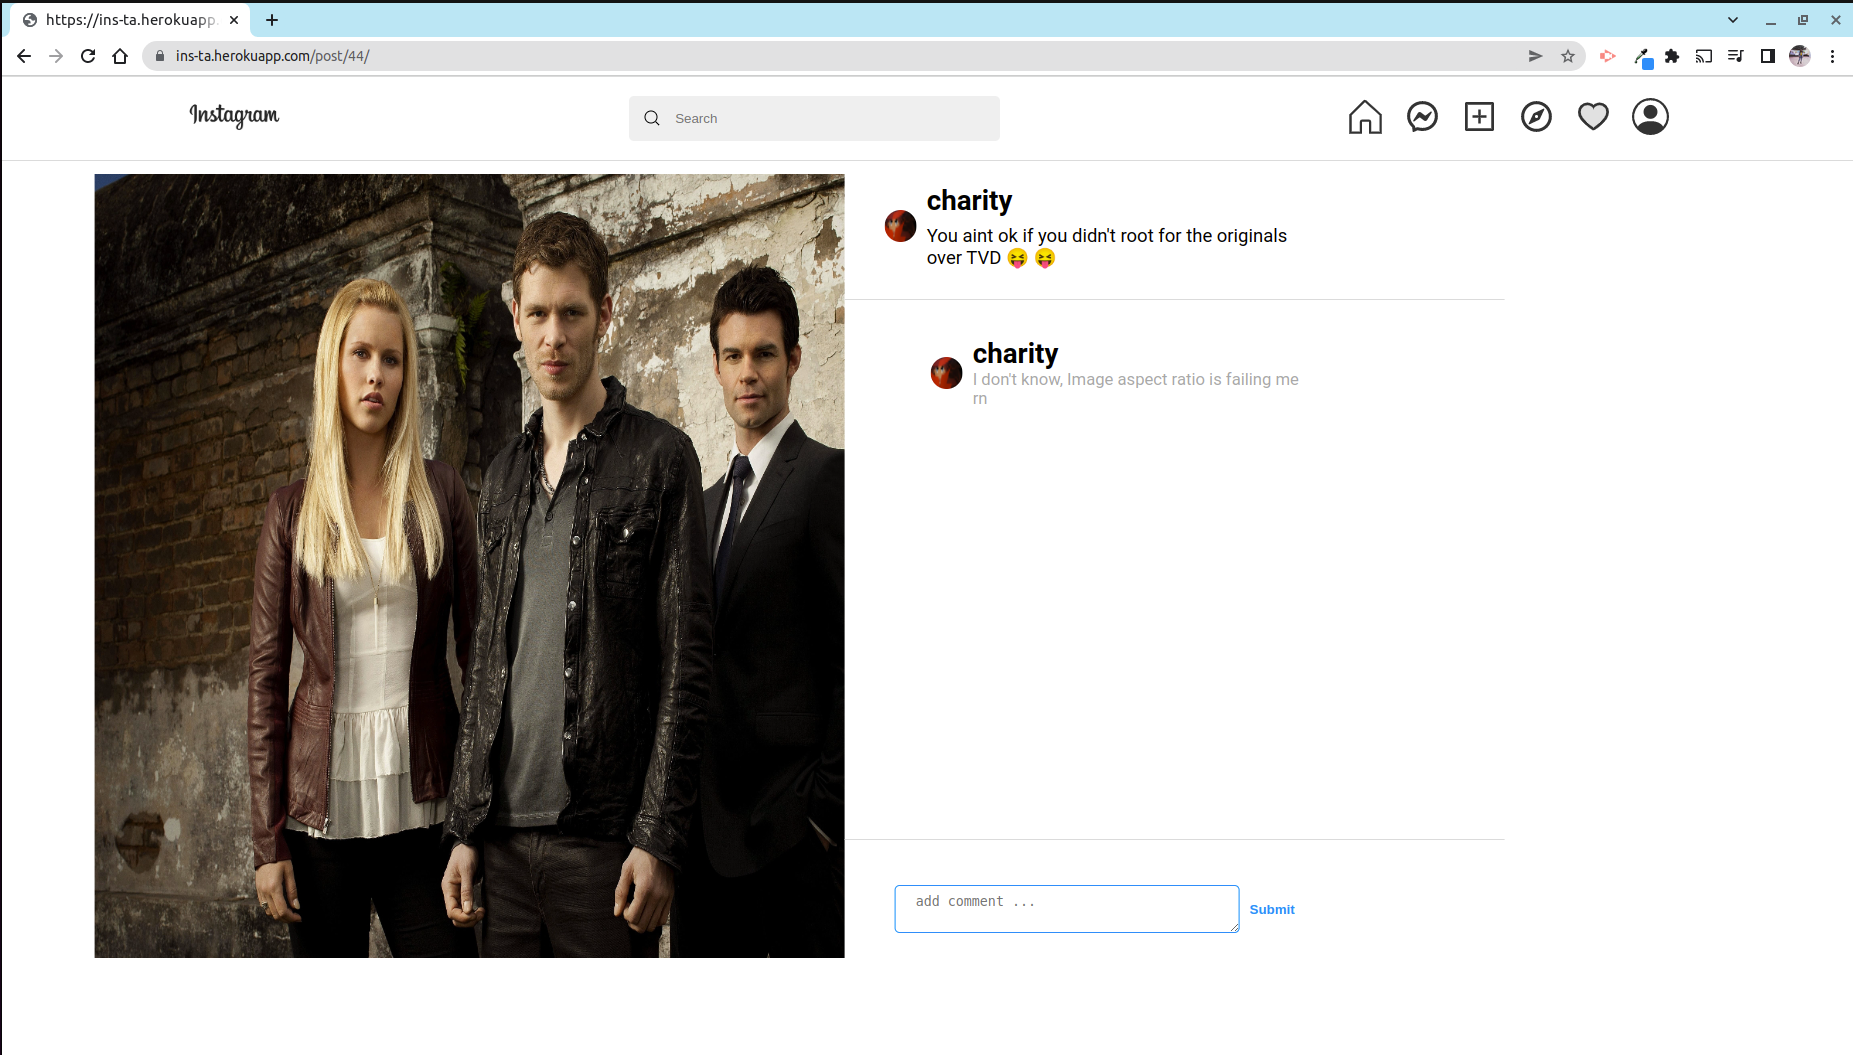 https://ins-ta.herokuapp.
ins-ta.herokuapp.com/post/44/
Instagram
Search
charity
You aint ok if you didn't root for the originals
over TVD 😝 😝
charity
I don't know, Image aspect ratio is failing me
rn
add comment ...
Submit